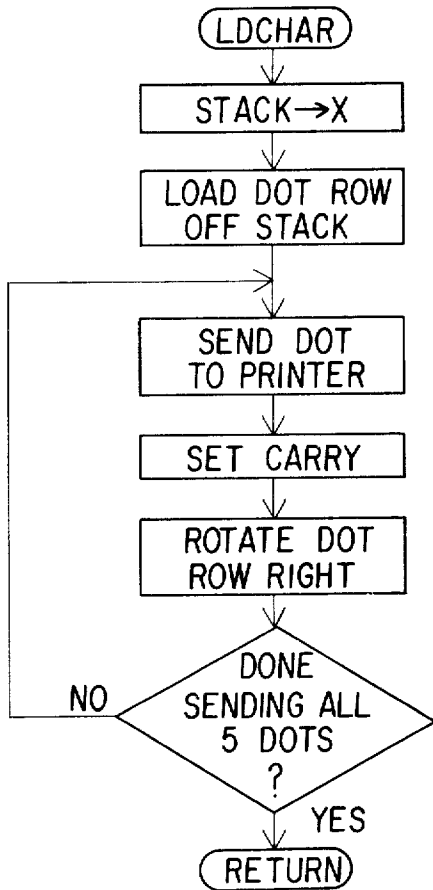 LDCHAR
STACK→X
LOAD DOT ROW
OFF STACK
SEND DOT
TO PRINTER
SET CARRY
ROTATE DOT
ROW RIGHT
DONE
SENDING ALL
5 DOTS
?
NO
YES
RETURN